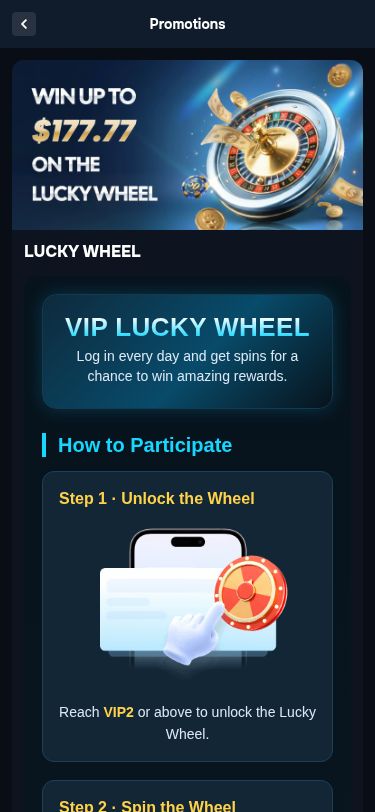 Promotions
WIN UP TO
$177.77
ON THE
LUCKY WHEEL
LUCKY WHEEL
VIP LUCKY WHEEL
Log in every day and get spins for a
chance to win amazing rewards.
How to Participate
Step 1 · Unlock the Wheel
Reach VIP2 or above to unlock the Lucky
Wheel.
Step 2 · Spin the Wheel